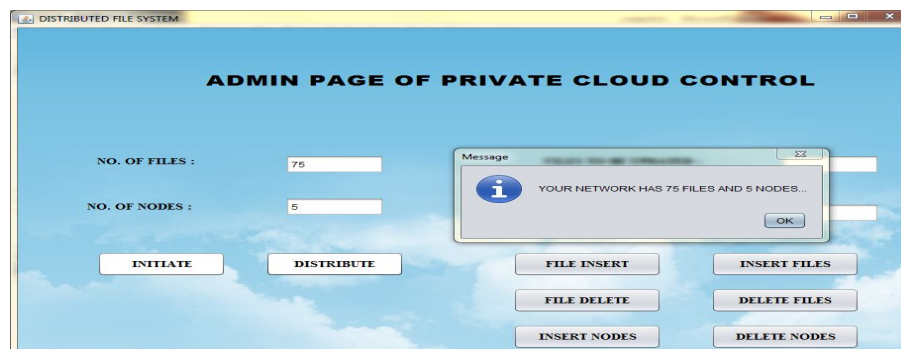 DISTRIBUTED FILE SYSTEM
ADMIN PAGE OF PRIVATE CLOUD CONTROL
NO. OF FILES :
75
NO. OF NODES :
5
Message
YOUR NETWORK HAS 75 FILES AND 5 NODES...
OK
INITIATE
DISTRIBUTE
FILE INSERT
INSERT FILES
FILE DELETE
DELETE FILES
INSERT NODES
DELETE NODES